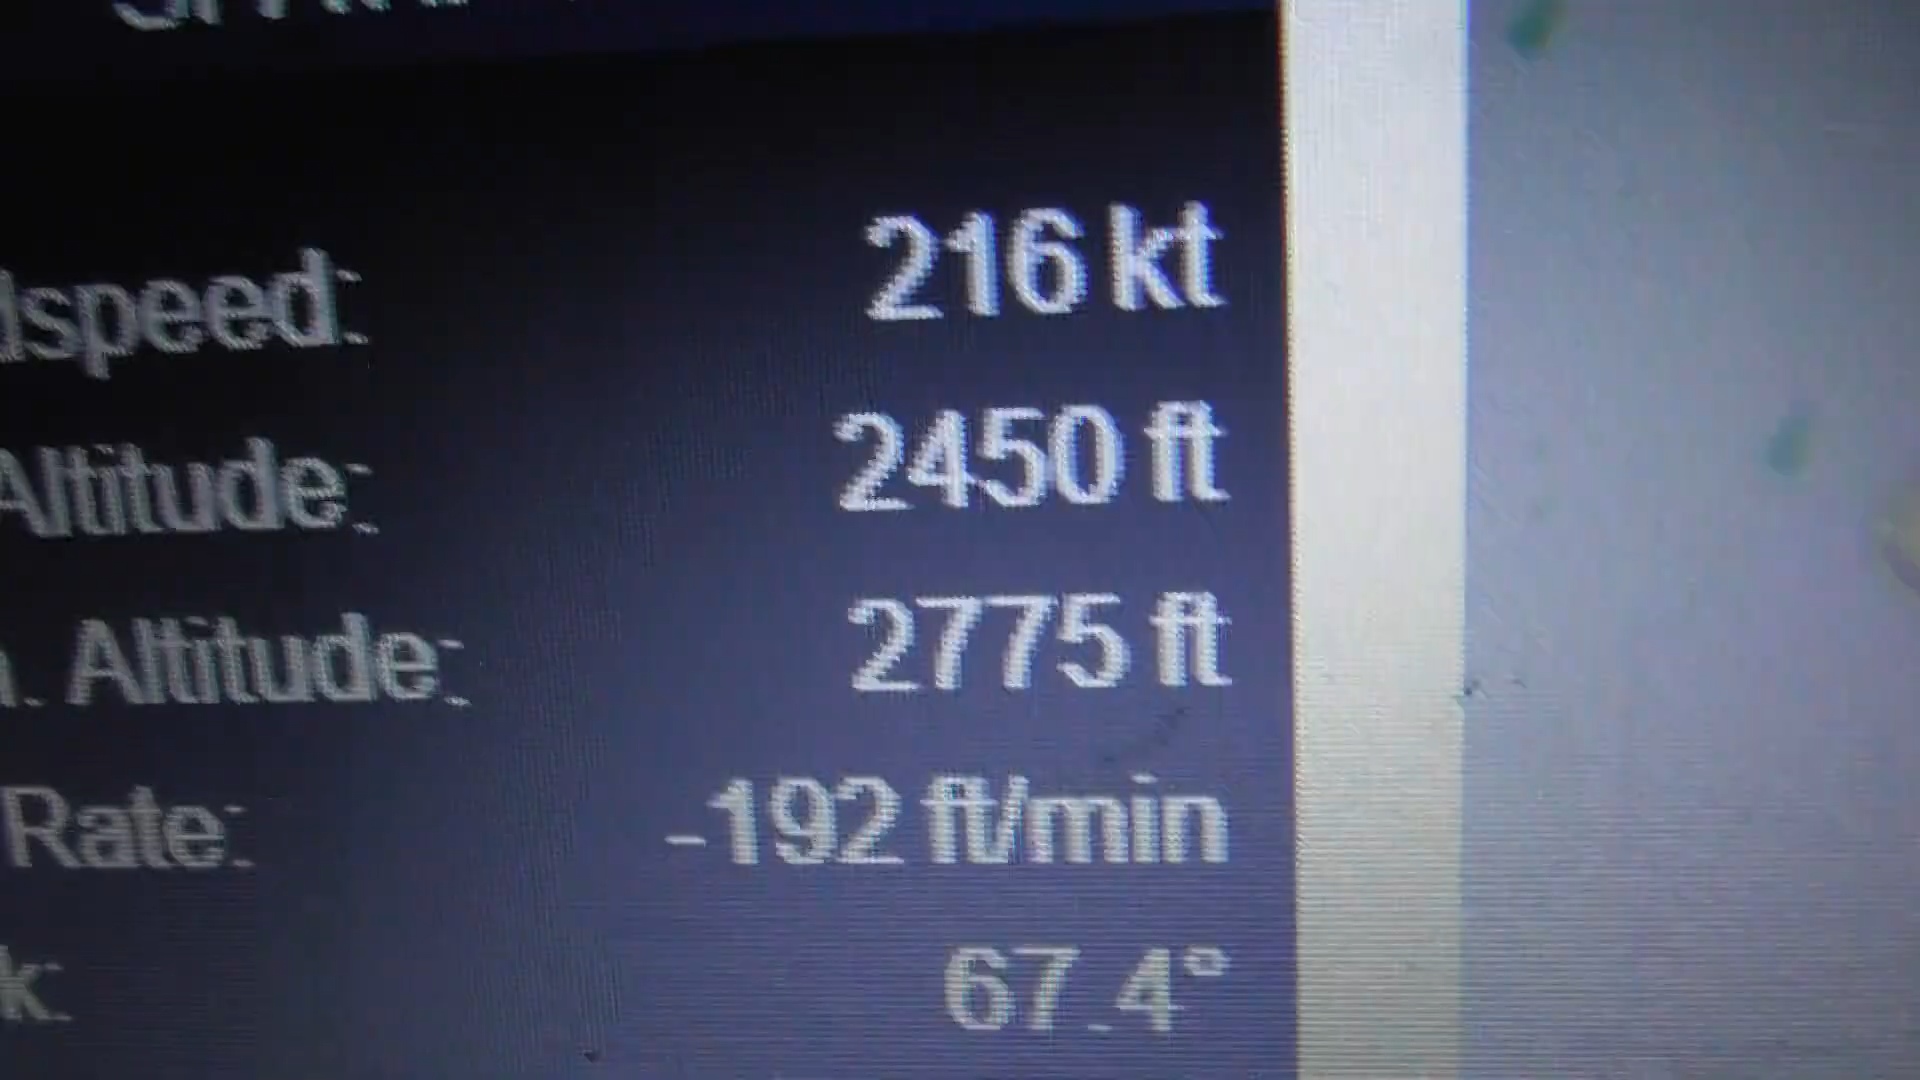 dspeed: 216 kt
Altitude: 2450 ft
. Altitude: 2775 ft
Rate: -192 ft/min
k: 67.4°